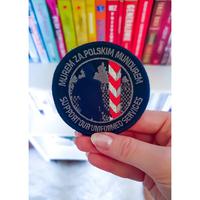 MUREM ZA POLSKIM MUNDUREM
SUPPORT OUR UNIFORMED SERVICES